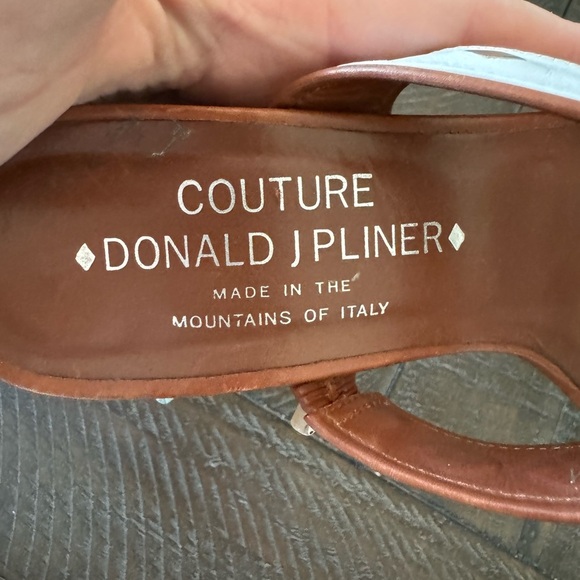 COUTURE
♦DONALD J PLINER♦
MADE IN THE
MOUNTAINS OF ITALY